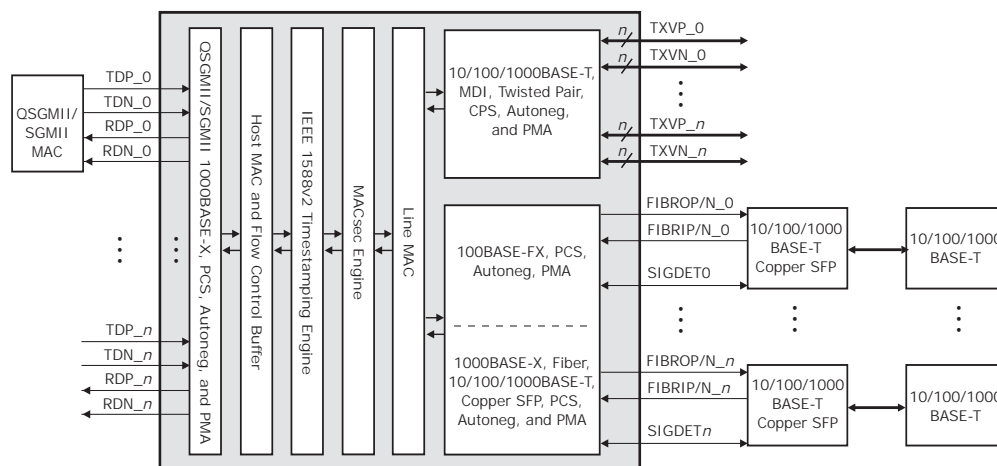 QSGMII/
SGMII
MAC
TDP_0
TDN_0
RDP_0
RDN_0
TDP_n
TDN_n
RDP_n
RDN_n
QSGMII/SGMII 1000BASE-X, PCS, Autoneg, and PMA
Host MAC and Flow Control Buffer
IEEE 1588v2 Timestamping Engine
MACsec Engine
Line MAC
10/100/1000BASE-T,
MDI, Twisted Pair,
CPS, Autoneg,
and PMA
n
TXVP_0
n
TXVN_0
n
TXVP_n
n
TXVN_n
100BASE-FX, PCS,
Autoneg, PMA
1000BASE-X, Fiber,
10/100/1000BASE-T,
Copper SFP, PCS,
Autoneg, and PMA
FIBROP/N_0
FIBRIP/N_0
SIGDET0
10/100/1000
BASE-T
Copper SFP
10/100/1000
BASE-T
FIBROP/N_n
FIBRIP/N_n
SIGDETn
10/100/1000
BASE-T
Copper SFP
10/100/1000
BASE-T